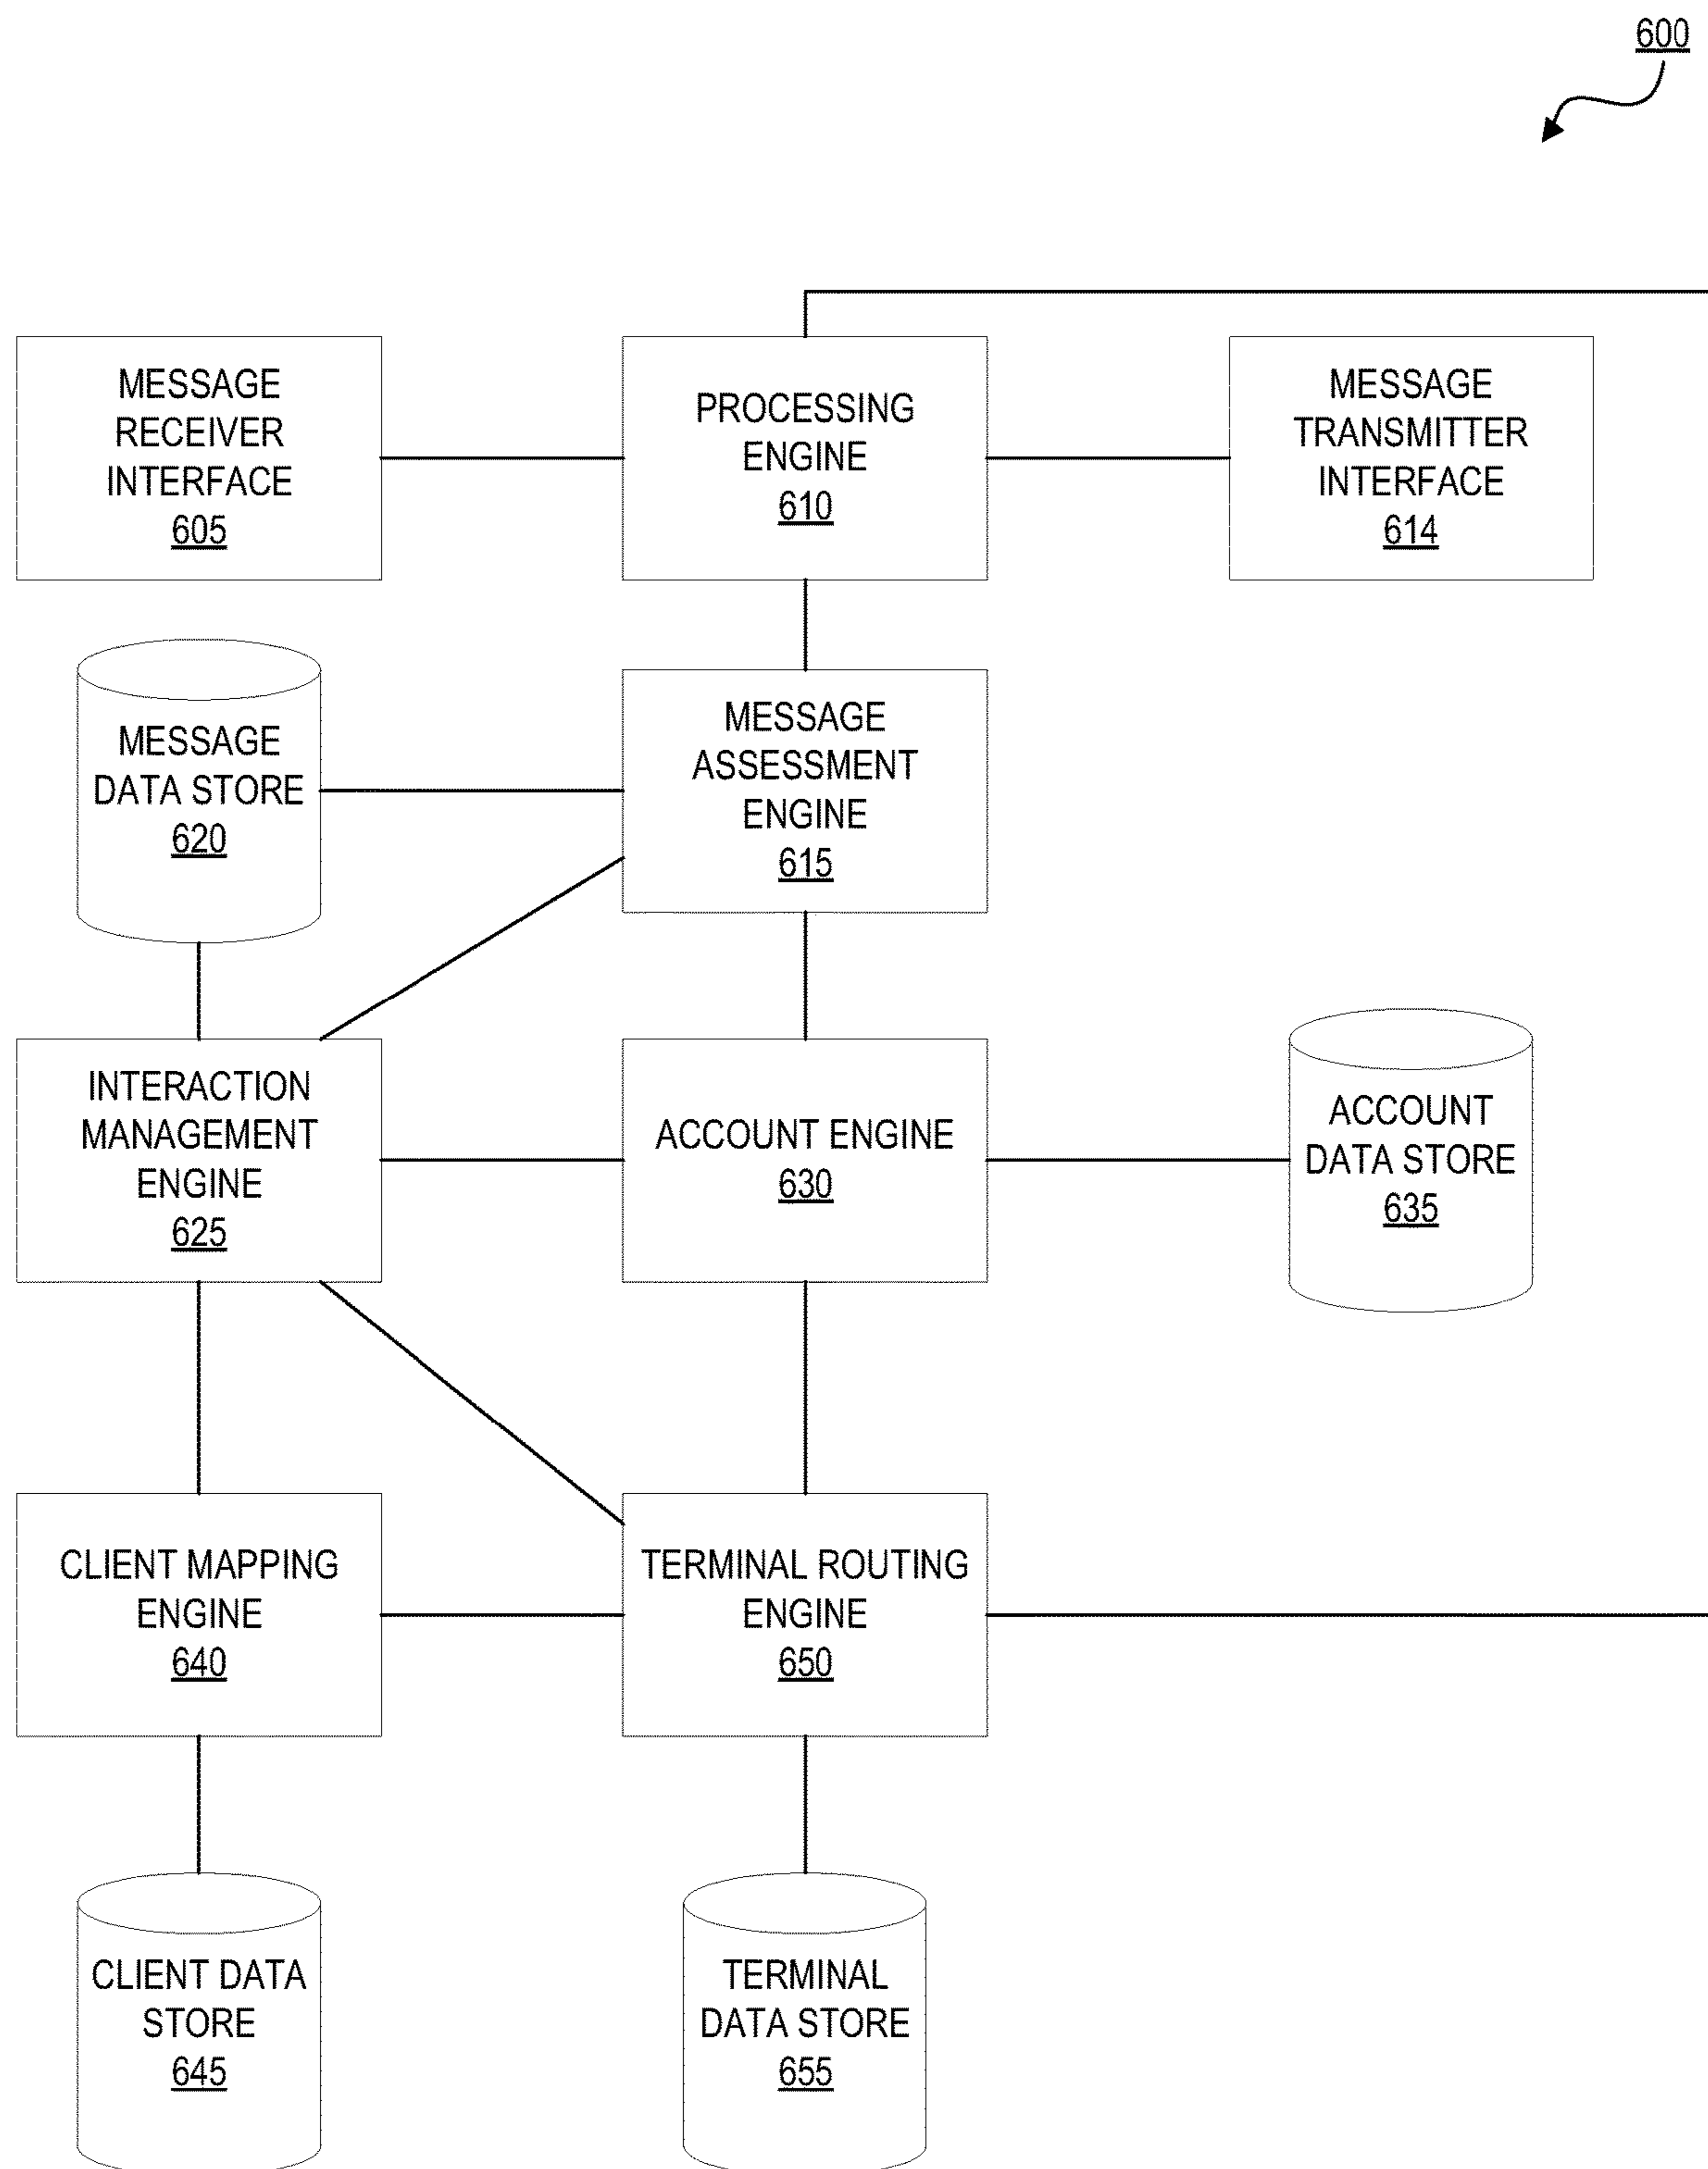 600
MESSAGE
RECEIVER
INTERFACE
605
PROCESSING
ENGINE
610
MESSAGE
TRANSMITTER
INTERFACE
614
MESSAGE
DATA STORE
620
MESSAGE
ASSESSMENT
ENGINE
615
INTERACTION
MANAGEMENT
ENGINE
625
ACCOUNT ENGINE
630
ACCOUNT
DATA STORE
635
CLIENT MAPPING
ENGINE
640
TERMINAL ROUTING
ENGINE
650
CLIENT DATA
STORE
645
TERMINAL
DATA STORE
655